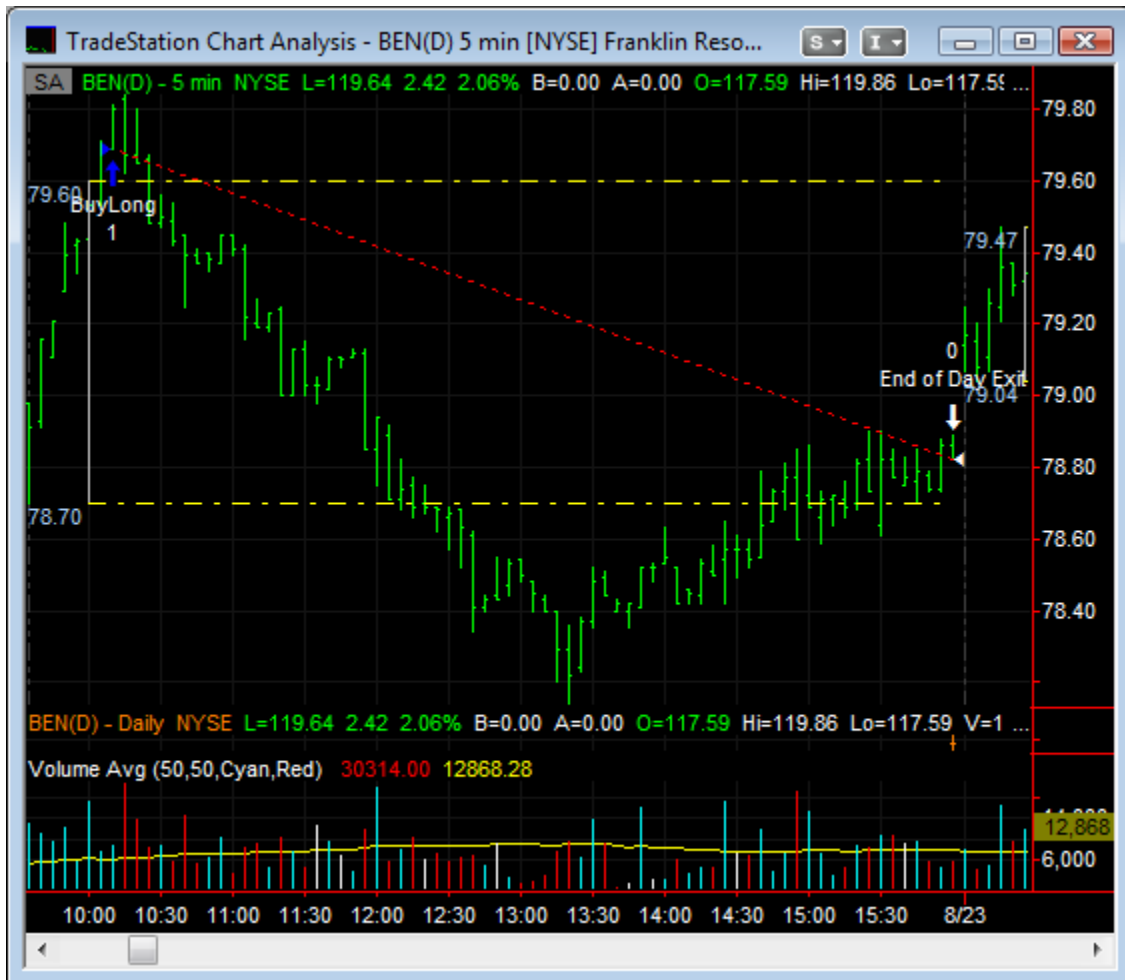 TradeStation Chart Analysis - BEN(D) 5 min [NYSE] Franklin Reso...
S
I
SA BEN(D) - 5 min NYSE L=119.64 2.42 2.06% B=0.00 A=0.00 O=117.59 Hi=119.86 Lo=117.59 ...
79.80
79.60
79.40
79.20
79.00
78.80
78.60
78.40
79.60
BuyLong
1
78.70
79.47
0
End of Day Exit
79.04
BEN(D) - Daily NYSE L=119.64 2.42 2.06% B=0.00 A=0.00 O=117.59 Hi=119.86 Lo=117.59 V=1 ...
Volume Avg (50,50,Cyan,Red) 30314.00 12868.28
12,868
6,000
10:00 10:30 11:00 11:30 12:00 12:30 13:00 13:30 14:00 14:30 15:00 15:30 8/23